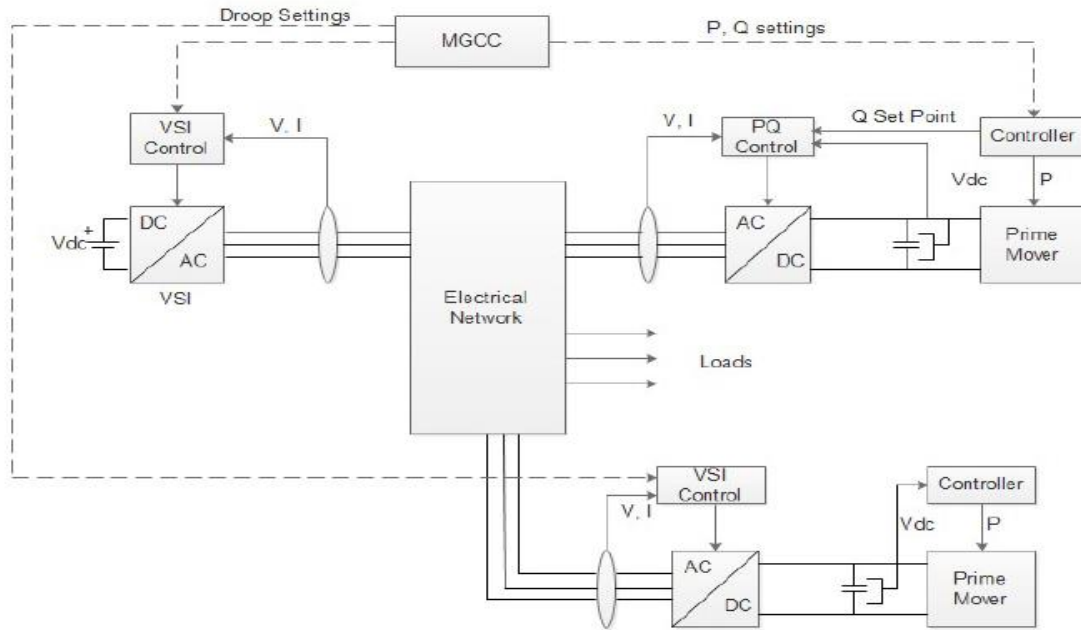 Droop Settings
MGCC
P, Q settings
VSI
Control
V, I
V, I
PQ
Control
Q Set Point
Controller
Vdc
P
Vdc
+
DC
AC
VSI
AC
DC
Prime
Mover
Electrical
Network
Loads
VSI
Control
V, I
Controller
Vdc
P
AC
DC
Prime
Mover